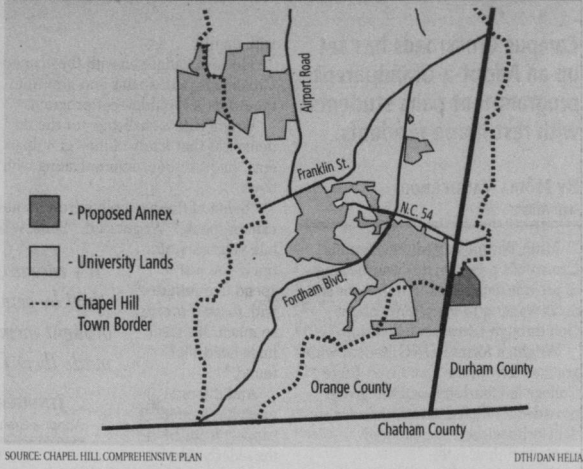 Airport Road
Franklin St.
N.C. 54
- Proposed Annex
- University Lands
Chapel Hill
Town Border
Fordham Blvd.
Durham County
Orange County
Chatham County
SOURCE: CHAPEL HILL COMPREHENSIVE PLAN
DTH/DAN HELIA